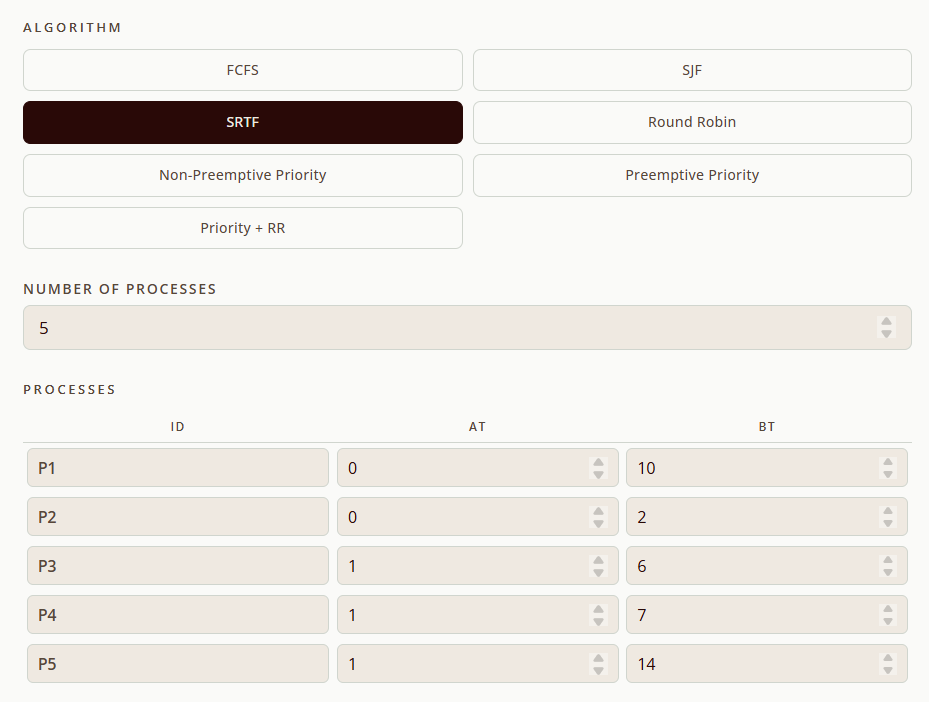 ALGORITHM
FCFS SJF
SRTF Round Robin
Non-Preemptive Priority Preemptive Priority
Priority + RR
NUMBER OF PROCESSES
5
PROCESSES
ID AT BT
P1 0 10
P2 0 2
P3 1 6
P4 1 7
P5 1 14